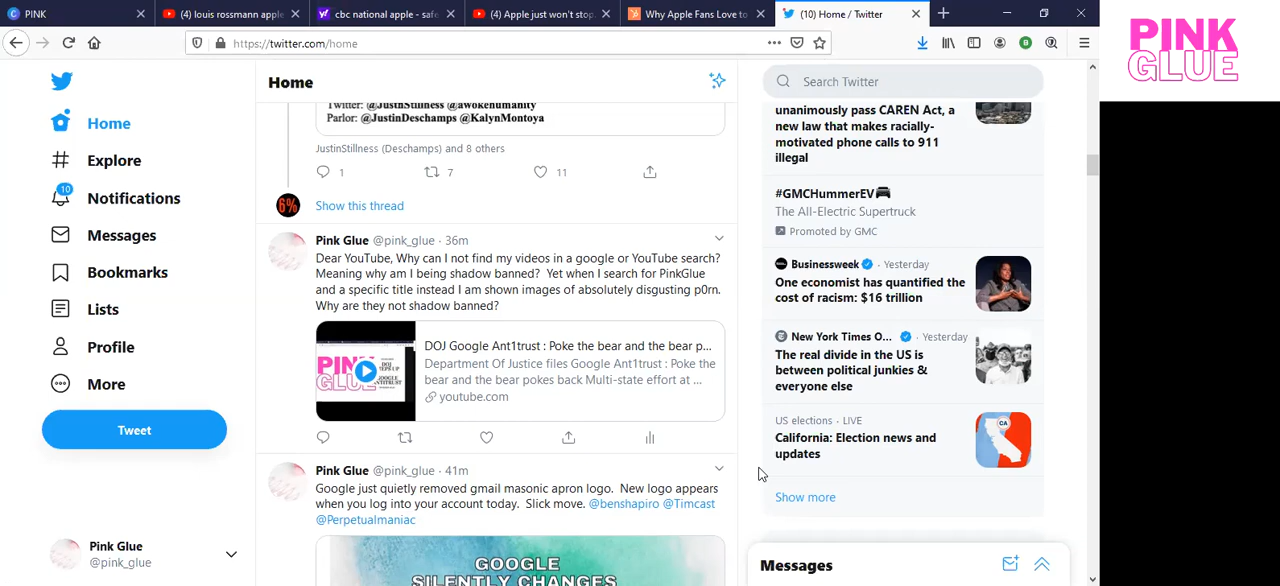 PINK
(4) louis rossmann apple
cbc national apple - safe
(4) Apple just won't stop.
Why Apple Fans Love to
(10) Home / Twitter
https://twitter.com/home
PINK
GLUE
Home
Explore
10
Notifications
Messages
Bookmarks
Lists
Profile
More
Tweet
Pink Glue
@pink_glue
Home
Twitter: @JustinStillness @awokehumanity
Parlor: @JustinDeschamps @KalynMontoya
JustinStillness (Deschamps) and 8 others
1 7 11
6%
Show this thread
Pink Glue @pink_glue · 36m
Dear YouTube, Why can I not find my videos in a google or YouTube search?
Meaning why am I being shadow banned? Yet when I search for PinkGlue
and a specific title instead I am shown images of absolutely disgusting p0rn.
Why are they not shadow banned?
DOJ Google Ant1trust : Poke the bear and the bear p...
Department Of Justice files Google Ant1trust : Poke the
bear and the bear pokes back Multi-state effort at ...
youtube.com
Pink Glue @pink_glue · 41m
Google just quietly removed gmail masonic apron logo. New logo appears
when you log into your account today. Slick move. @benshapiro @Timcast
@Perpetualmaniac
GOOGLE
SILENTLY CHANGES
Search Twitter
unanimously pass CAREN Act, a
new law that makes racially-
motivated phone calls to 911
illegal
#GMCHummerEV
The All-Electric Supertruck
Promoted by GMC
Businessweek · Yesterday
One economist has quantified the
cost of racism: $16 trillion
New York Times O... · Yesterday
The real divide in the US is
between political junkies &
everyone else
US elections · LIVE
California: Election news and
updates
CA
Show more
Messages